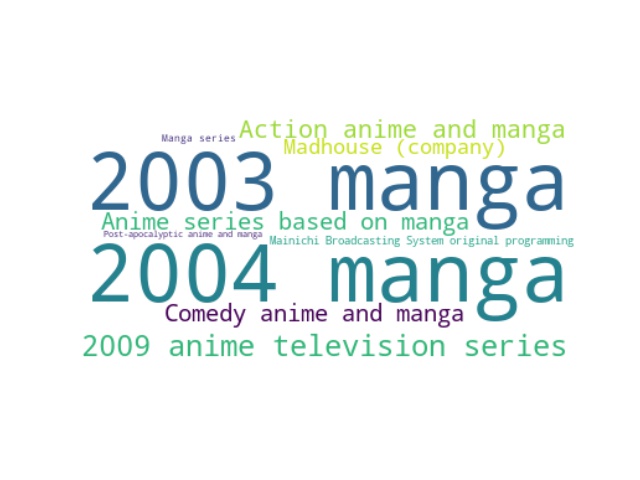 Action anime and manga
Manga series
Madhouse (company)
2003 manga
Anime series based on manga
Post-apocalyptic anime and manga
Mainichi Broadcasting System original programming
2004 manga
Comedy anime and manga
2009 anime television series